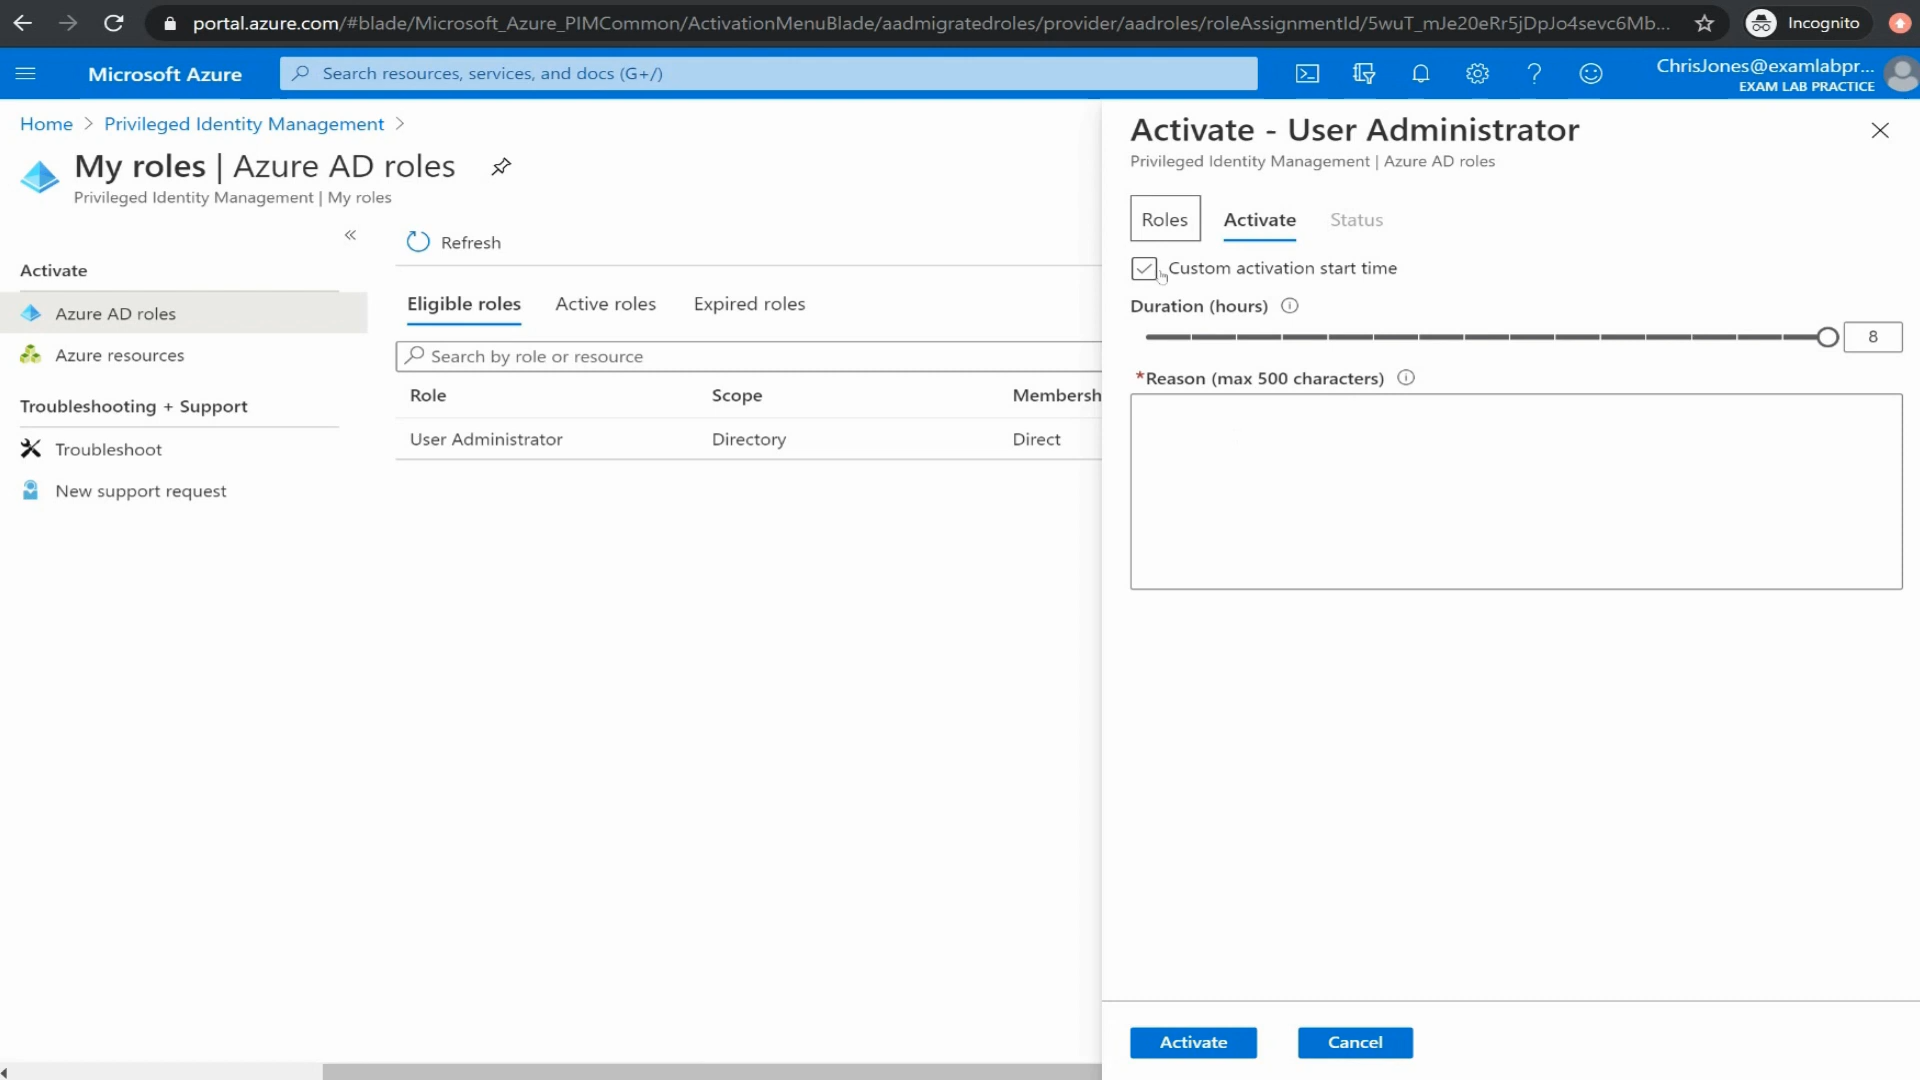 portal.azure.com/#blade/Microsoft_Azure_PIMCommon/ActivationMenuBlade/aadmigratedroles/provider/aadroles/roleAssignmentId/5wuT_mJe20eRr5jDpJo4sevc6Mb...
Incognito
Microsoft Azure
Search resources, services, and docs (G+/)
ChrisJones@examlabpr...
EXAM LAB PRACTICE
Home > Privileged Identity Management >
My roles | Azure AD roles
Privileged Identity Management | My roles
«
Activate
Azure AD roles
Azure resources
Troubleshooting + Support
Troubleshoot
New support request
Refresh
Eligible roles Active roles Expired roles
Search by role or resource
Role Scope Membersh
User Administrator Directory Direct
Activate - User Administrator
Privileged Identity Management | Azure AD roles
Roles Activate Status
Custom activation start time
Duration (hours)
8
*Reason (max 500 characters)
Activate Cancel